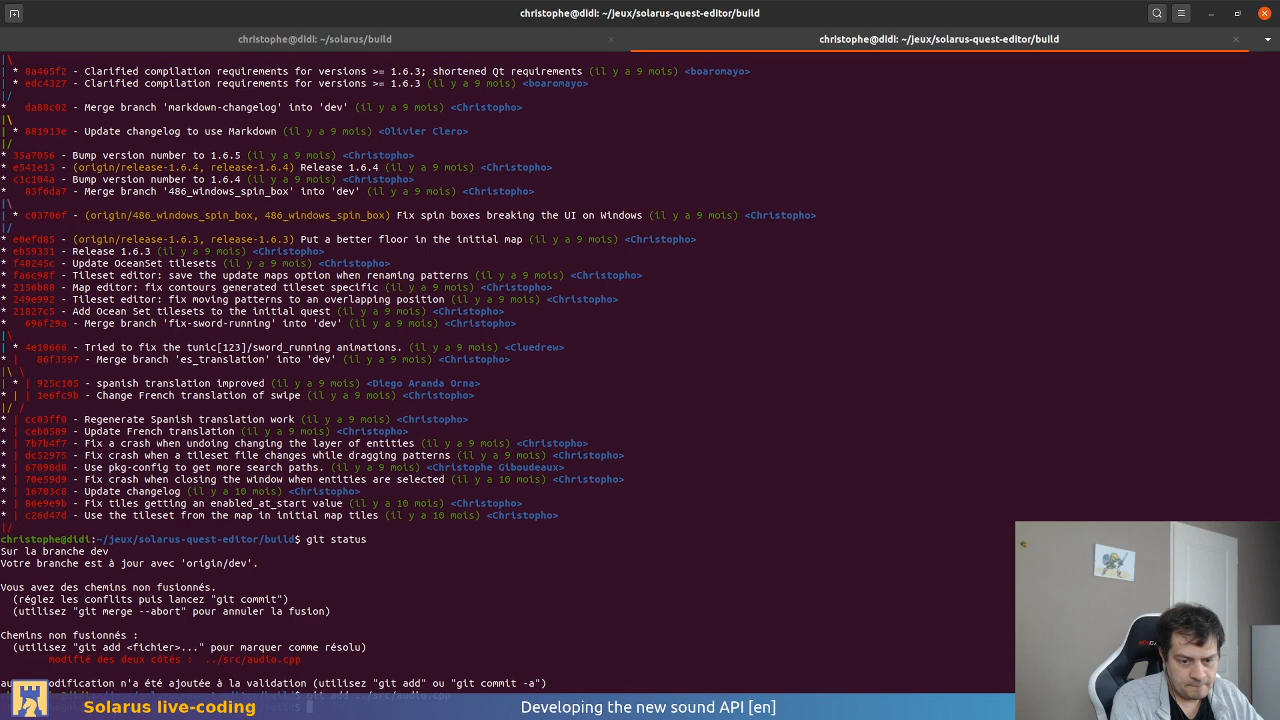 christophe@didi: ~/jeux/solarus-quest-editor/build
christophe@didi: ~/solarus/build
christophe@didi: ~/jeux/solarus-quest-editor/build
|\
| * 8a465f2 - Clarified compilation requirements for versions >= 1.6.3; shortened Qt requirements (il y a 9 mois) <boaromayo>
| * edc4327 - Clarified compilation requirements for versions >= 1.6.3 (il y a 9 mois) <boaromayo>
|/
*   da88c02 - Merge branch 'markdown-changelog' into 'dev' (il y a 9 mois) <Christopho>
|\
| * 881913e - Update changelog to use Markdown (il y a 9 mois) <Olivier Clero>
|/
* 35a7056 - Bump version number to 1.6.5 (il y a 9 mois) <Christopho>
* e541e13 - (origin/release-1.6.4, release-1.6.4) Release 1.6.4 (il y a 9 mois) <Christopho>
* c1c104a - Bump version number to 1.6.4 (il y a 9 mois) <Christopho>
*   83f6da7 - Merge branch '486_windows_spin_box' into 'dev' (il y a 9 mois) <Christopho>
|\
| * c03706f - (origin/486_windows_spin_box, 486_windows_spin_box) Fix spin boxes breaking the UI on Windows (il y a 9 mois) <Christopho>
|/
* e0efd85 - (origin/release-1.6.3, release-1.6.3) Put a better floor in the initial map (il y a 9 mois) <Christopho>
* eb59331 - Release 1.6.3 (il y a 9 mois) <Christopho>
* f48245c - Update OceanSet tilesets (il y a 9 mois) <Christopho>
* fa6c98f - Tileset editor: save the update maps option when renaming patterns (il y a 9 mois) <Christopho>
* 2156b88 - Map editor: fix contours generated tileset specific (il y a 9 mois) <Christopho>
* 249e992 - Tileset editor: fix moving patterns to an overlapping position (il y a 9 mois) <Christopho>
* 21827c5 - Add Ocean Set tilesets to the initial quest (il y a 9 mois) <Christopho>
*   696f29a - Merge branch 'fix-sword-running' into 'dev' (il y a 9 mois) <Christopho>
|\
| * 4e10666 - Tried to fix the tunic[123]/sword_running animations. (il y a 9 mois) <Cluedrew>
* |   86f3597 - Merge branch 'es_translation' into 'dev' (il y a 9 mois) <Christopho>
|\ \
| * | 925c105 - spanish translation improved (il y a 9 mois) <Diego Aranda Orna>
* | | 1e6fc9b - Change French translation of swipe (il y a 9 mois) <Christopho>
|/ /
* | cc03ff0 - Regenerate Spanish translation work (il y a 9 mois) <Christopho>
* | ceb0589 - Update French translation (il y a 9 mois) <Christopho>
* | 7b7b4f7 - Fix a crash when undoing changing the layer of entities (il y a 9 mois) <Christopho>
* | dc52975 - Fix crash when a tileset file changes while dragging patterns (il y a 9 mois) <Christopho>
* | 67098d8 - Use pkg-config to get more search paths. (il y a 9 mois) <Christophe Giboudeaux>
* | 70e59d9 - Fix crash when closing the window when entities are selected (il y a 10 mois) <Christopho>
* | 16703c8 - Update changelog (il y a 10 mois) <Christopho>
* | 86e9e9b - Fix tiles getting an enabled_at_start value (il y a 10 mois) <Christopho>
* | c26d47d - Use the tileset from the map in initial map tiles (il y a 10 mois) <Christopho>
|/
christophe@didi:~/jeux/solarus-quest-editor/build$ git status
Sur la branche dev
Votre branche est à jour avec 'origin/dev'.
Vous avez des chemins non fusionnés.
(réglez les conflits puis lancez "git commit")
(utilisez "git merge --abort" pour annuler la fusion)
Chemins non fusionnés :
(utilisez "git add <fichier>..." pour marquer comme résolu)
modifié des deux côtés :  ../src/audio.cpp
modification n'a été ajoutée à la validation (utilisez "git add" ou "git commit -a")
Solarus live-coding
Developing the new sound API [en]